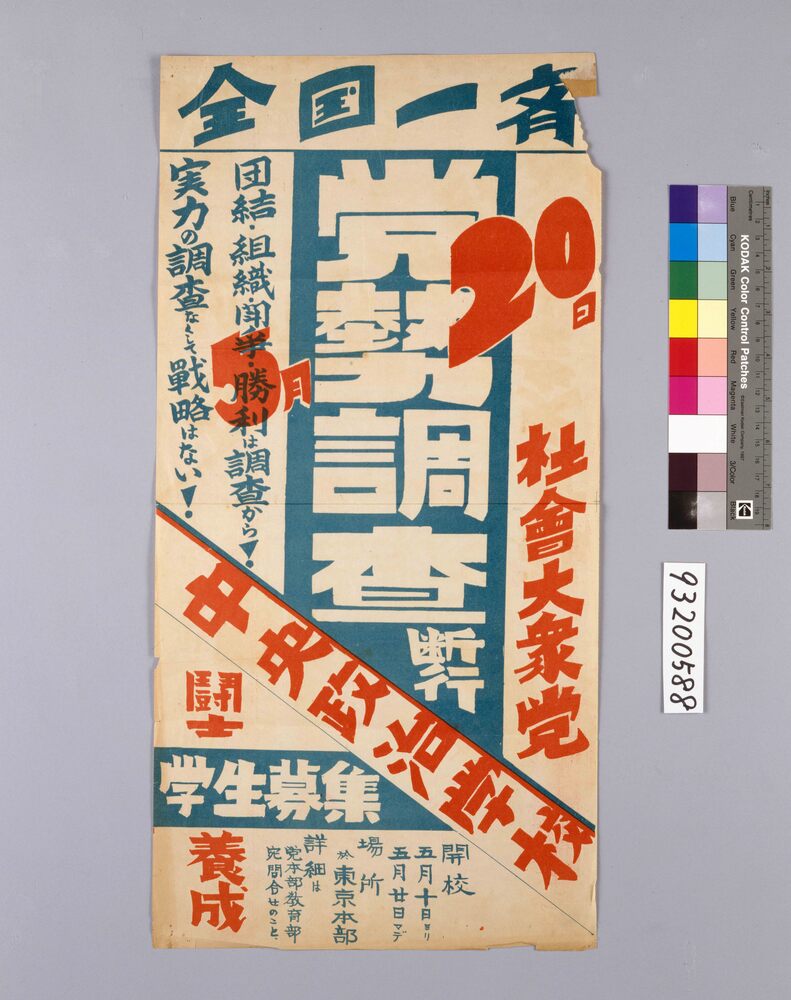 全国一斉
5月
20日
党勢調査
断行
社會大衆党
団結・組織・闘争・勝利は調査から!
実力の調査なくして戦略はない!
中央政治学校
闘士
養成
学生募集
開校
五月十日ヨリ
五月廿日マデ
場所
於東京本部
詳細は
党本部教育部
宛問合せのこと、
93200588
inches
Centimetres
KODAK Color Control Patches
Blue
Cyan
Green
Yellow
Red
Magenta
White
3/Color
Black
Kodak